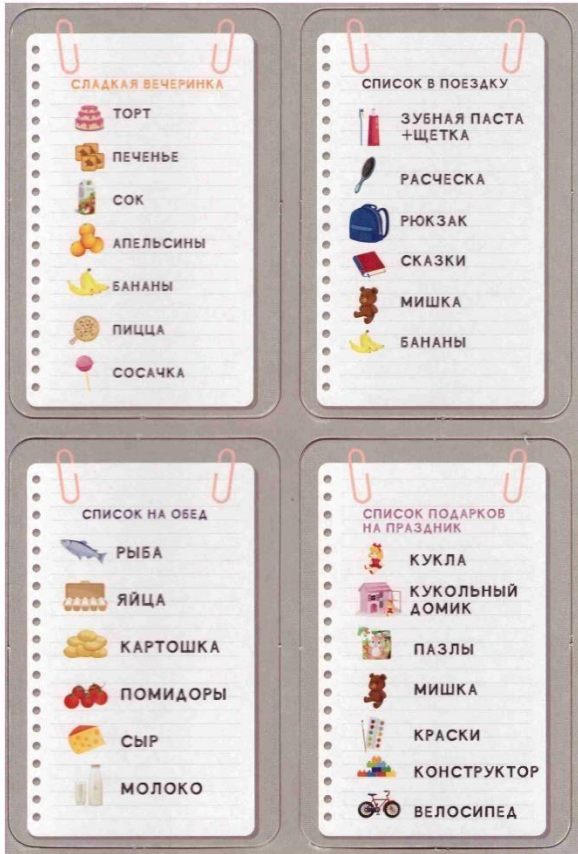 СЛАДКАЯ ВЕЧЕРИНКА
ТОРТ
ПЕЧЕНЬЕ
СОК
АПЕЛЬСИНЫ
БАНАНЫ
ПИЦЦА
СОСАЧКА
СПИСОК В ПОЕЗДКУ
ЗУБНАЯ ПАСТА
+ЩЕТКА
РАСЧЕСКА
РЮКЗАК
СКАЗКИ
МИШКА
БАНАНЫ
СПИСОК НА ОБЕД
РЫБА
ЯЙЦА
КАРТОШКА
ПОМИДОРЫ
СЫР
МОЛОКО
СПИСОК ПОДАРКОВ
НА ПРАЗДНИК
КУКЛА
КУКОЛЬНЫЙ
ДОМИК
ПАЗЛЫ
МИШКА
КРАСКИ
КОНСТРУКТОР
ВЕЛОСИПЕД